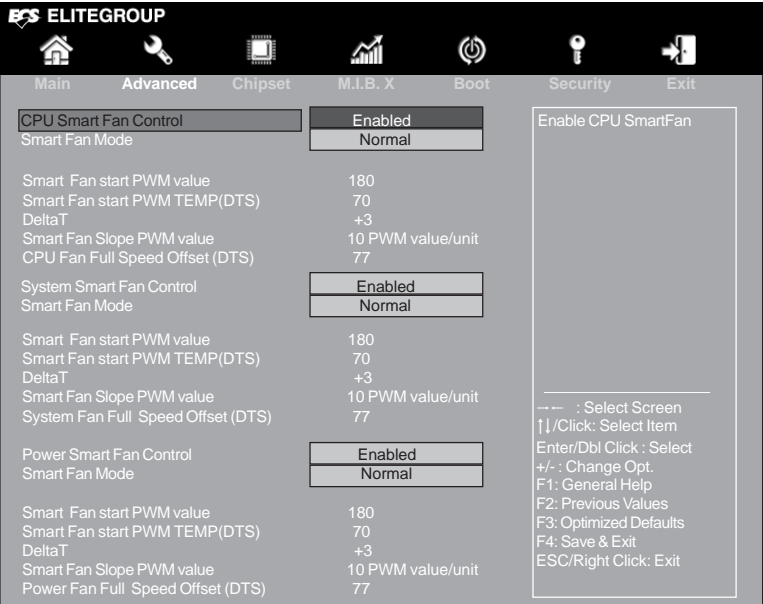 ECS ELITEGROUP
Main Advanced Chipset M.I.B. X Boot Security Exit
CPU Smart Fan Control Enabled
Smart Fan Mode Normal
Smart Fan start PWM value 180
Smart Fan start PWM TEMP(DTS) 70
DeltaT +3
Smart Fan Slope PWM value 10 PWM value/unit
CPU Fan Full Speed Offset (DTS) 77
System Smart Fan Control Enabled
Smart Fan Mode Normal
Smart Fan start PWM value 180
Smart Fan start PWM TEMP(DTS) 70
DeltaT +3
Smart Fan Slope PWM value 10 PWM value/unit
System Fan Full Speed Offset (DTS) 77
Power Smart Fan Control Enabled
Smart Fan Mode Normal
Smart Fan start PWM value 180
Smart Fan start PWM TEMP(DTS) 70
DeltaT +3
Smart Fan Slope PWM value 10 PWM value/unit
Power Fan Full Speed Offset (DTS) 77
Enable CPU SmartFan
→← : Select Screen
↑↓/Click: Select Item
Enter/Dbl Click : Select
+/- : Change Opt.
F1: General Help
F2: Previous Values
F3: Optimized Defaults
F4: Save & Exit
ESC/Right Click: Exit